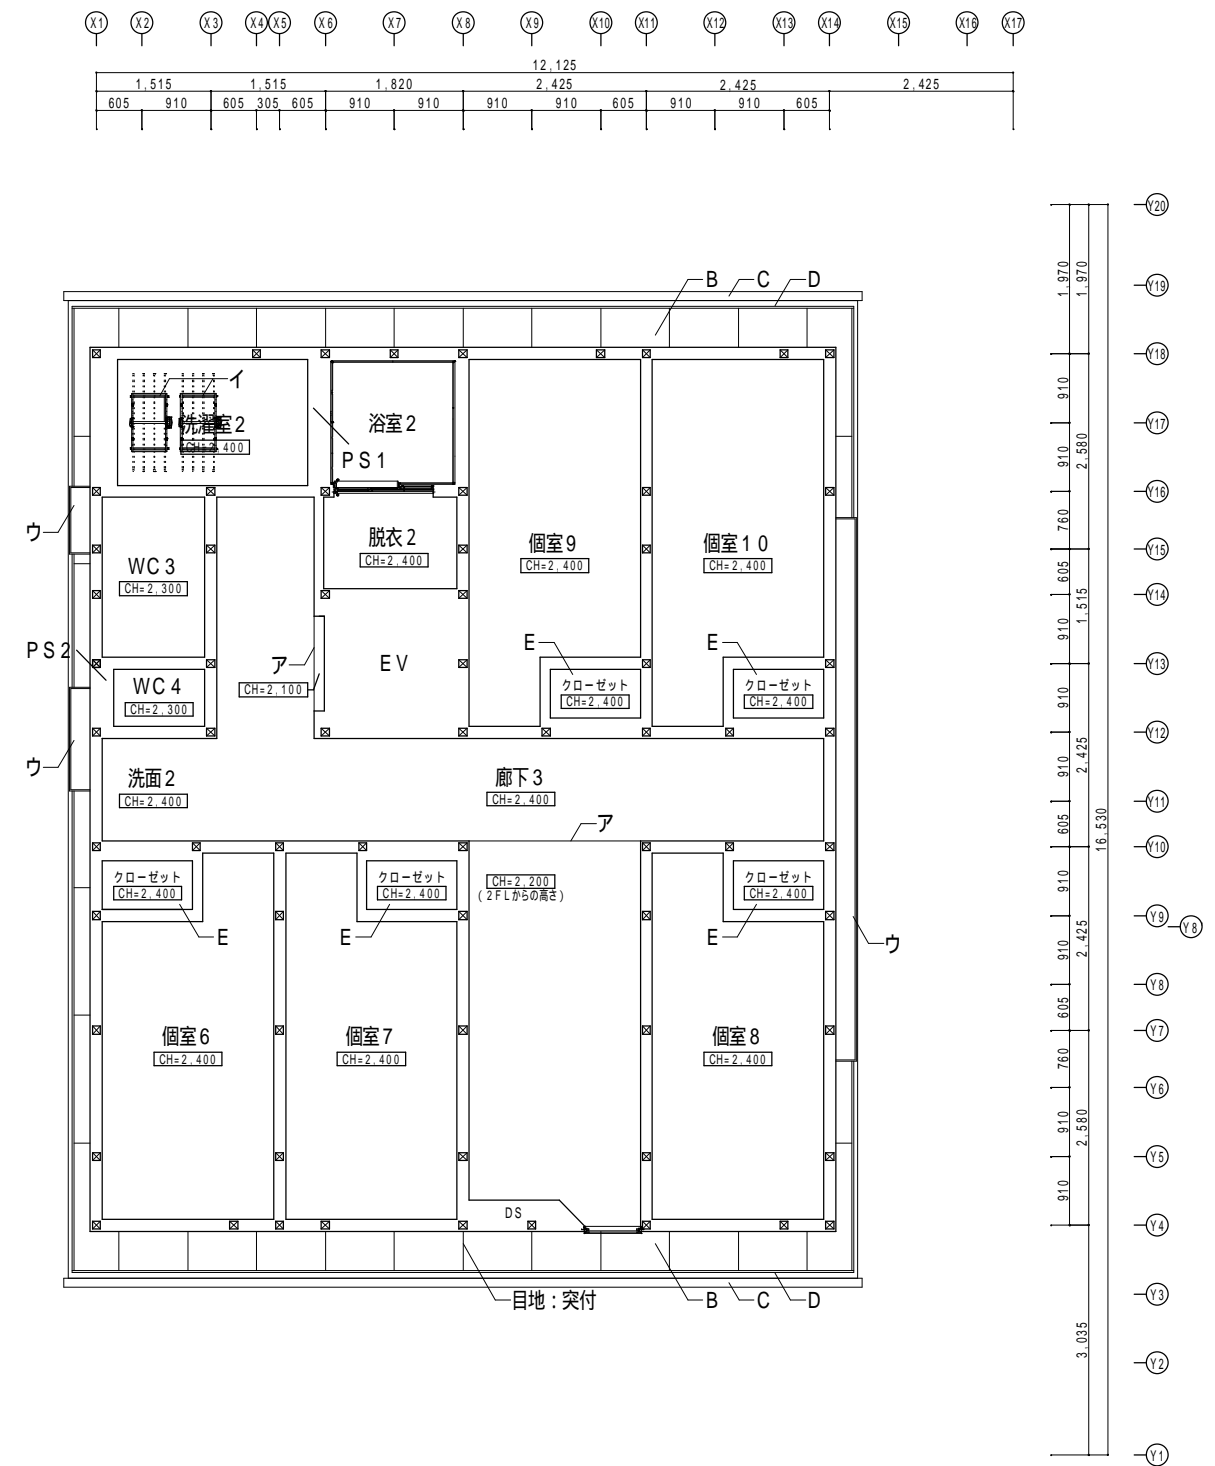 X1 X2 X3 X4 X5 X6 X7 X8 X9 X10 X11 X12 X13 X14 X15 X16 X17
12,125
1,515 1,515 1,820 2,425 2,425 2,425
605 910 605 305 605 910 910 910 910 605 910 910 605
Y20
1,970 1,970
Y19
B C D
Y18
イ
910
洗濯室2
浴室2
Y17
PS1
910 2,580
Y16
ウ
760
脱衣2
CH=2,400
個室9
CH=2,400
個室10
CH=2,400
Y15
WC3
CH=2,300
605
Y14
1,515
PS2
E E
910
ア
EV
Y13
WC4
CH=2,300
CH=2,100
クローゼット
CH=2,400
クローゼット
CH=2,400
910
Y12
ウ
洗面2
CH=2,400
廊下3
CH=2,400
910 2,425
Y11
ア
605
16,530
Y10
クローゼット
CH=2,400
クローゼット
CH=2,400
CH=2,200
(2FLからの高さ)
クローゼット
CH=2,400
910
Y9
Y8
E E E
ウ
910 2,425
Y8
605
個室6
CH=2,400
個室7
CH=2,400
個室8
CH=2,400
Y7
760
Y6
910 2,580
Y5
910
DS
Y4
目地：突付
B C D
Y3
3,035
Y2
Y1